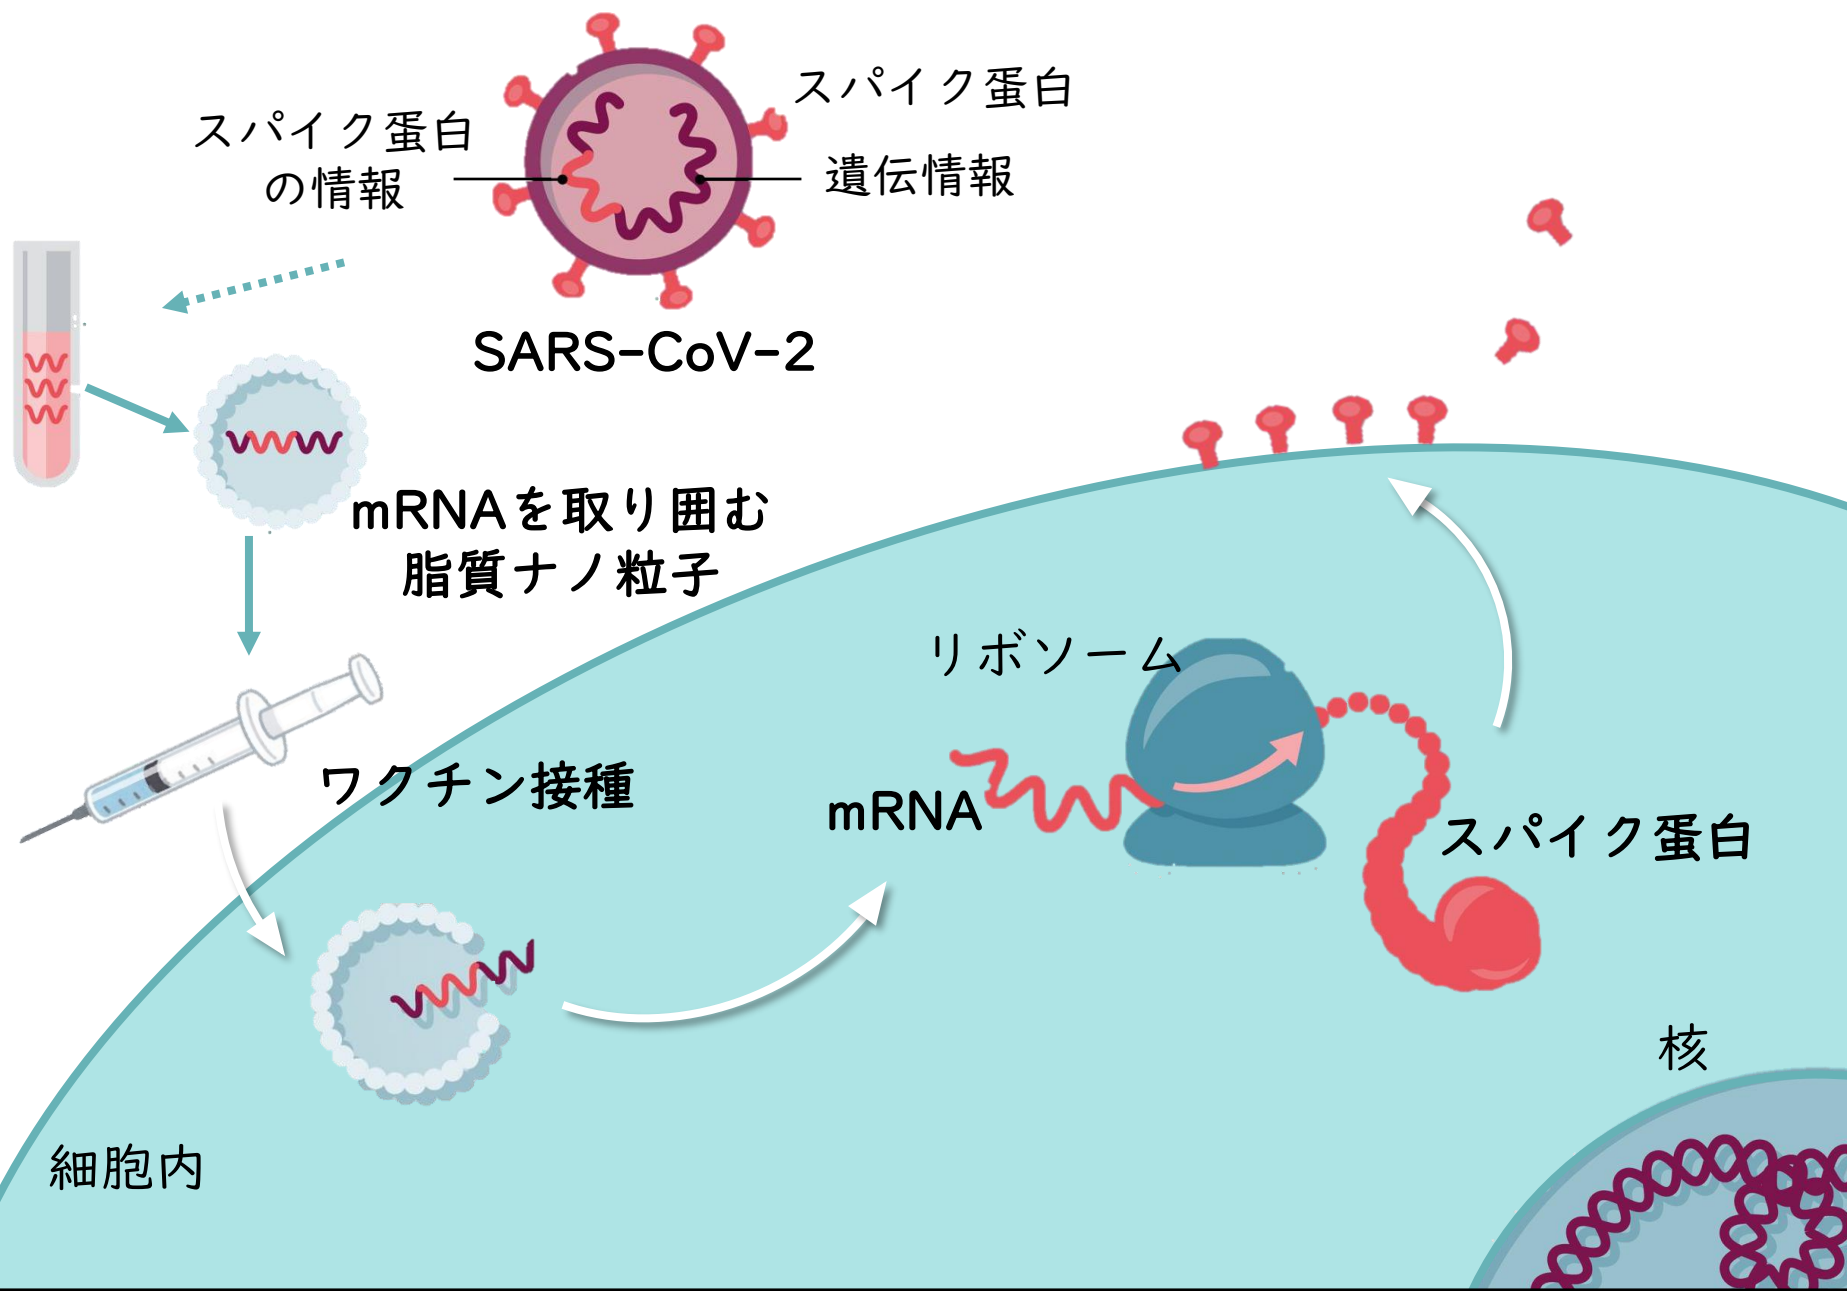 スパイク蛋白
スパイク蛋白
の情報
遺伝情報
SARS-CoV-2
mRNAを取り囲む
脂質ナノ粒子
リボソーム
ワクチン接種
mRNA
スパイク蛋白
核
細胞内